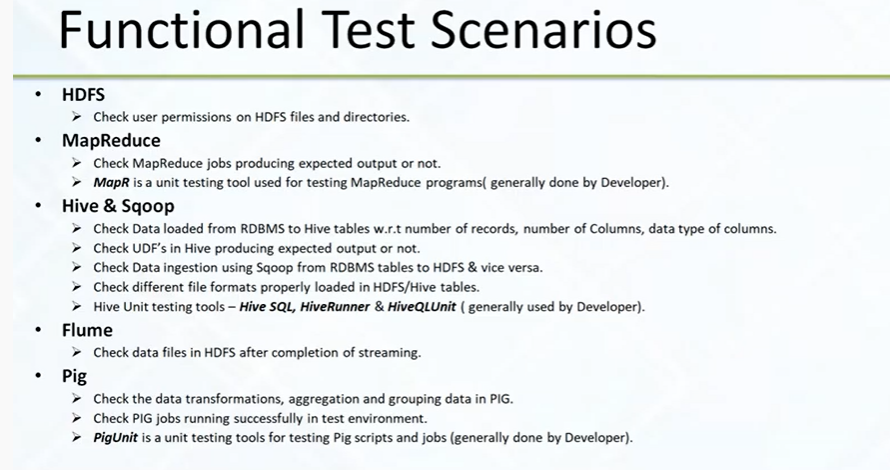 Functional Test Scenarios
• HDFS
➢ Check user permissions on HDFS files and directories.
• MapReduce
➢ Check MapReduce jobs producing expected output or not.
➢ MapR is a unit testing tool used for testing MapReduce programs( generally done by Developer).
• Hive & Sqoop
➢ Check Data loaded from RDBMS to Hive tables w.r.t number of records, number of Columns, data type of columns.
➢ Check UDF's in Hive producing expected output or not.
➢ Check Data ingestion using Sqoop from RDBMS tables to HDFS & vice versa.
➢ Check different file formats properly loaded in HDFS/Hive tables.
➢ Hive Unit testing tools – Hive SQL, HiveRunner & HiveQLUnit ( generally used by Developer).
• Flume
➢ Check data files in HDFS after completion of streaming.
• Pig
➢ Check the data transformations, aggregation and grouping data in PIG.
➢ Check PIG jobs running successfully in test environment.
➢ PigUnit is a unit testing tools for testing Pig scripts and jobs (generally done by Developer).